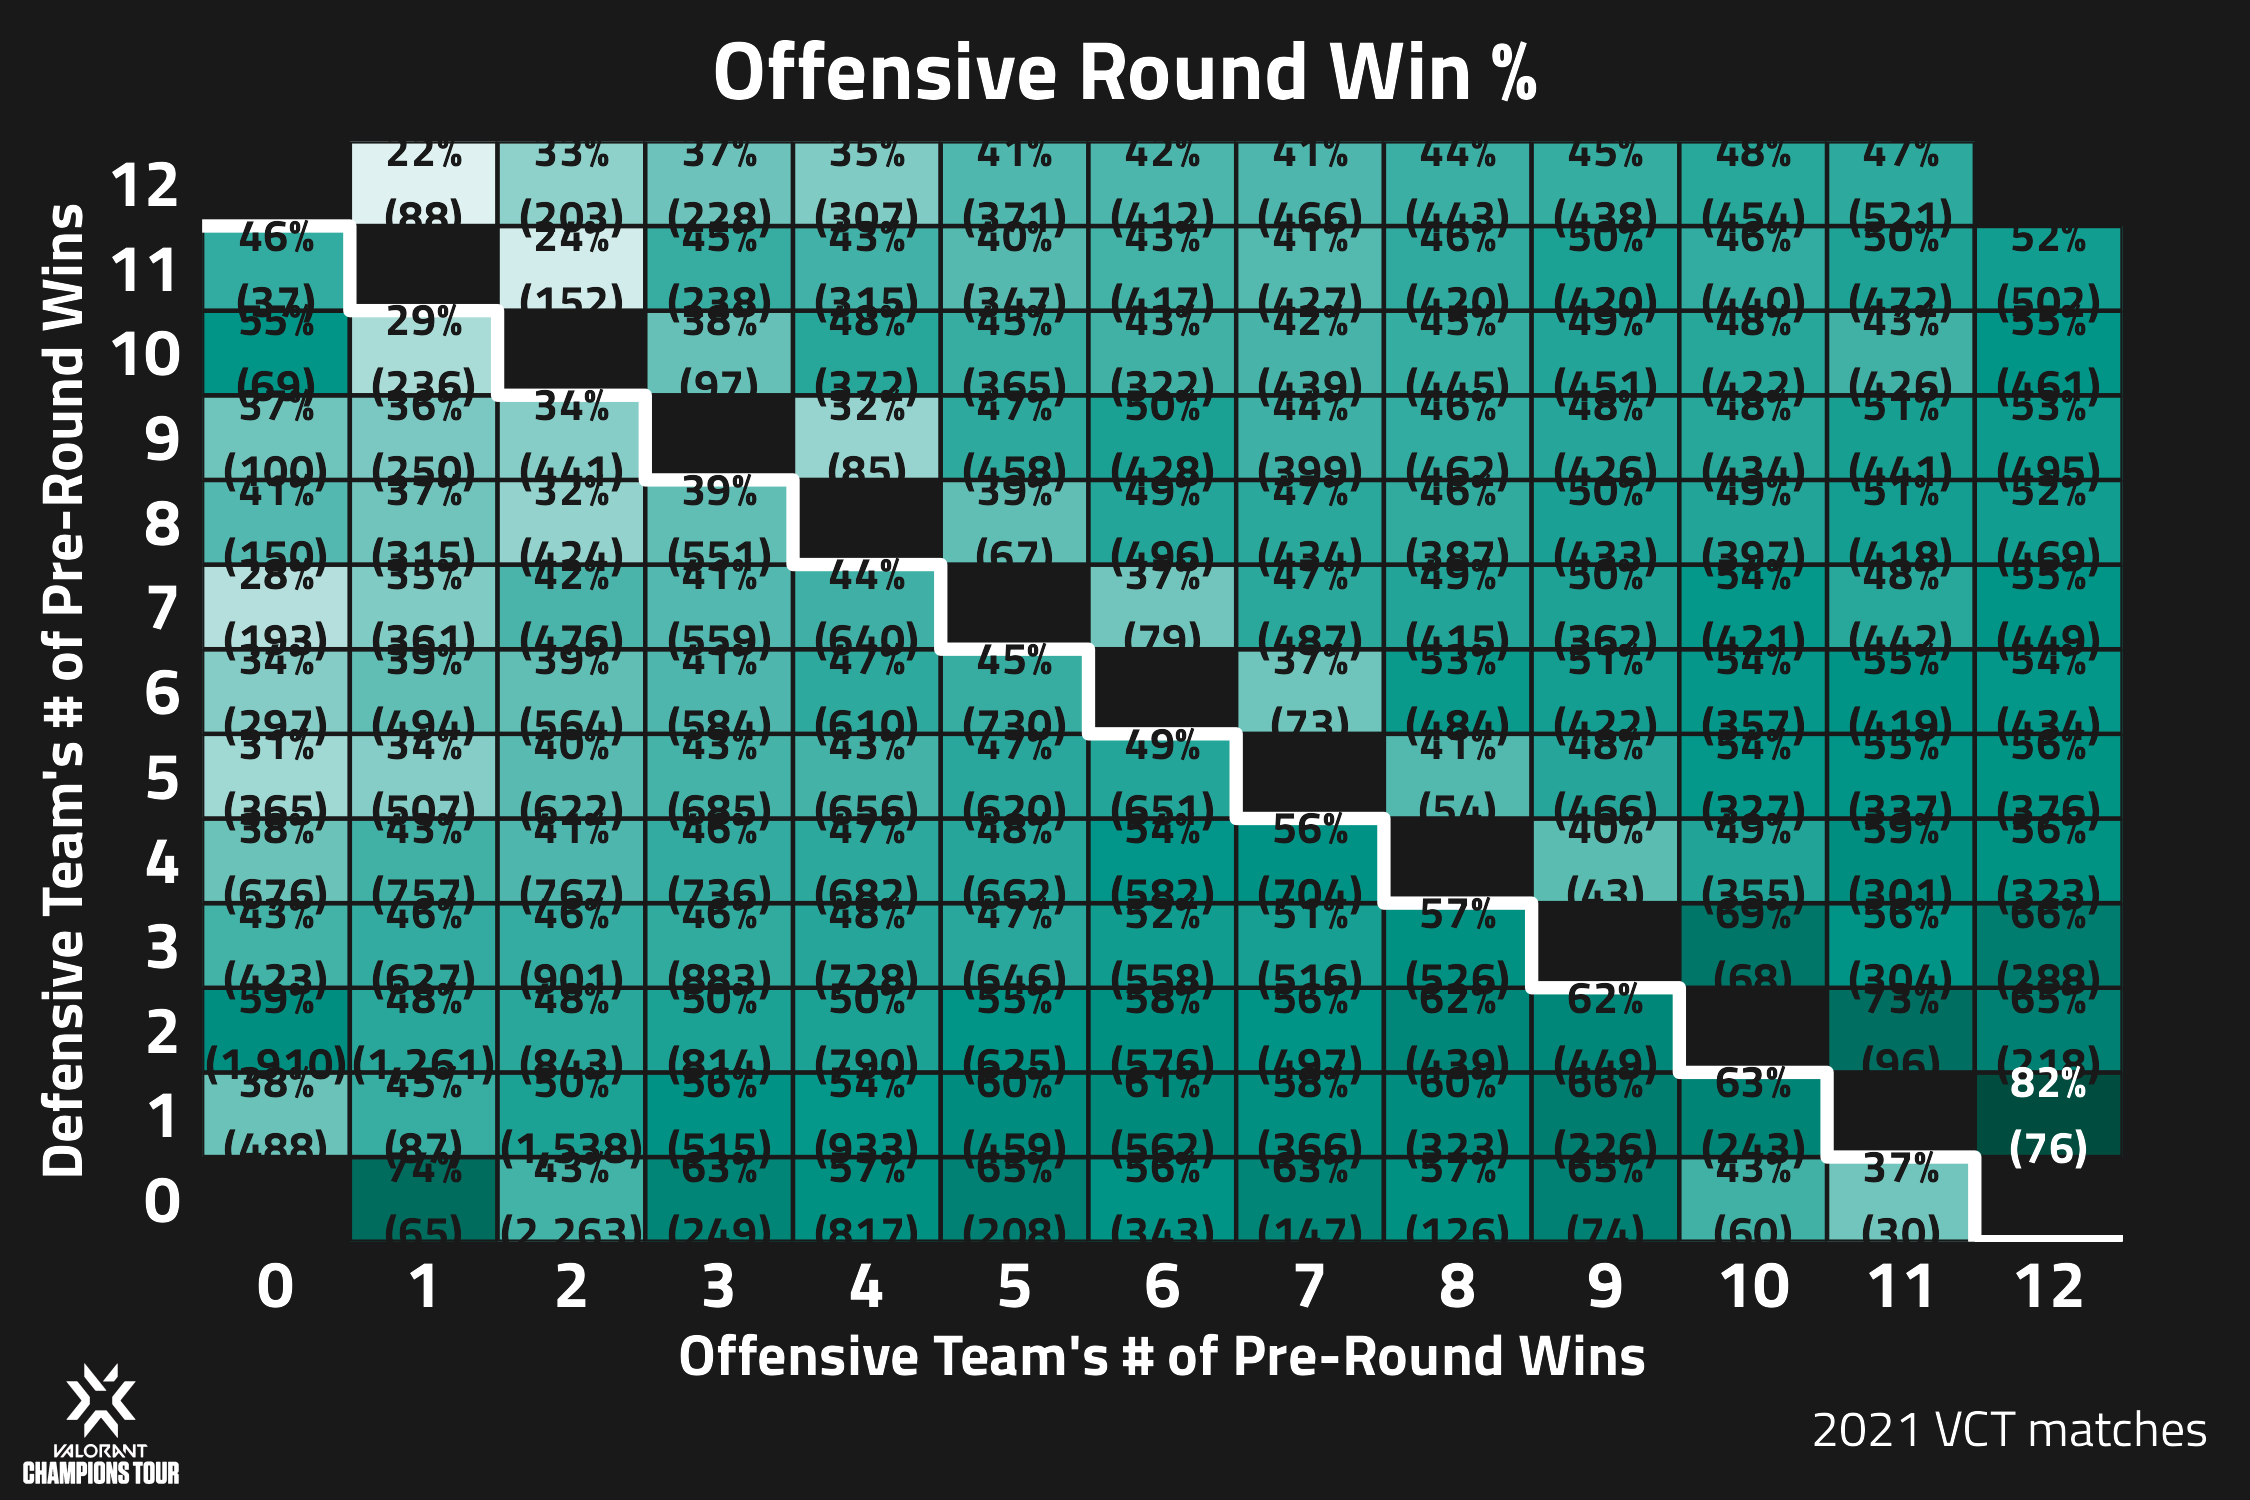 Offensive Round Win %
Defensive Team's # of Pre-Round Wins
12 22% 33% 37% 35% 41% 42% 41% 44% 45% 48% 47%
(88) (203) (228) (307) (371) (412) (466) (443) (438) (454) (521)
11 46% 24% 45% 43% 40% 43% 41% 46% 50% 46% 50% 52%
(37) (152) (238) (315) (347) (417) (427) (420) (420) (440) (472) (502)
10 55% 29% 38% 48% 45% 43% 42% 45% 49% 48% 43% 55%
(69) (236) (97) (372) (365) (322) (439) (445) (451) (422) (426) (461)
9 37% 36% 34% 32% 47% 50% 44% 46% 48% 48% 51% 53%
(100) (250) (441) (85) (458) (428) (399) (462) (426) (434) (441) (495)
8 41% 37% 32% 39% 39% 49% 47% 46% 50% 49% 51% 52%
(150) (315) (424) (551) (67) (496) (434) (387) (433) (397) (418) (469)
7 28% 35% 42% 41% 44% 37% 47% 49% 50% 54% 48% 55%
(193) (361) (476) (559) (640) (79) (487) (415) (362) (421) (442) (449)
6 34% 39% 39% 41% 47% 45% 37% 53% 51% 54% 55% 54%
(297) (494) (564) (584) (610) (730) (73) (484) (422) (357) (419) (434)
5 31% 34% 40% 43% 43% 47% 49% 41% 48% 54% 55% 56%
(365) (507) (622) (685) (656) (620) (651) (54) (466) (327) (337) (376)
4 38% 43% 41% 46% 47% 48% 54% 56% 40% 49% 59% 56%
(676) (757) (767) (736) (682) (662) (582) (704) (43) (355) (301) (323)
3 43% 46% 46% 46% 48% 47% 52% 51% 57% 69% 56% 66%
(423) (627) (901) (883) (728) (646) (558) (516) (526) (68) (304) (288)
2 59% 48% 48% 50% 50% 55% 58% 56% 62% 62% 73% 65%
(1,910) (1,261) (843) (814) (790) (625) (576) (497) (439) (449) (96) (218)
1 38% 45% 50% 56% 54% 60% 61% 58% 60% 66% 63% 82%
(488) (87) (1,538) (515) (933) (459) (562) (366) (323) (226) (243) (76)
0 74% 43% 63% 57% 65% 56% 63% 57% 65% 43% 37%
(65) (2,263) (249) (817) (208) (343) (147) (126) (74) (60) (30)
0 1 2 3 4 5 6 7 8 9 10 11 12
Offensive Team's # of Pre-Round Wins
2021 VCT matches
VALORANT
CHAMPIONS TOUR